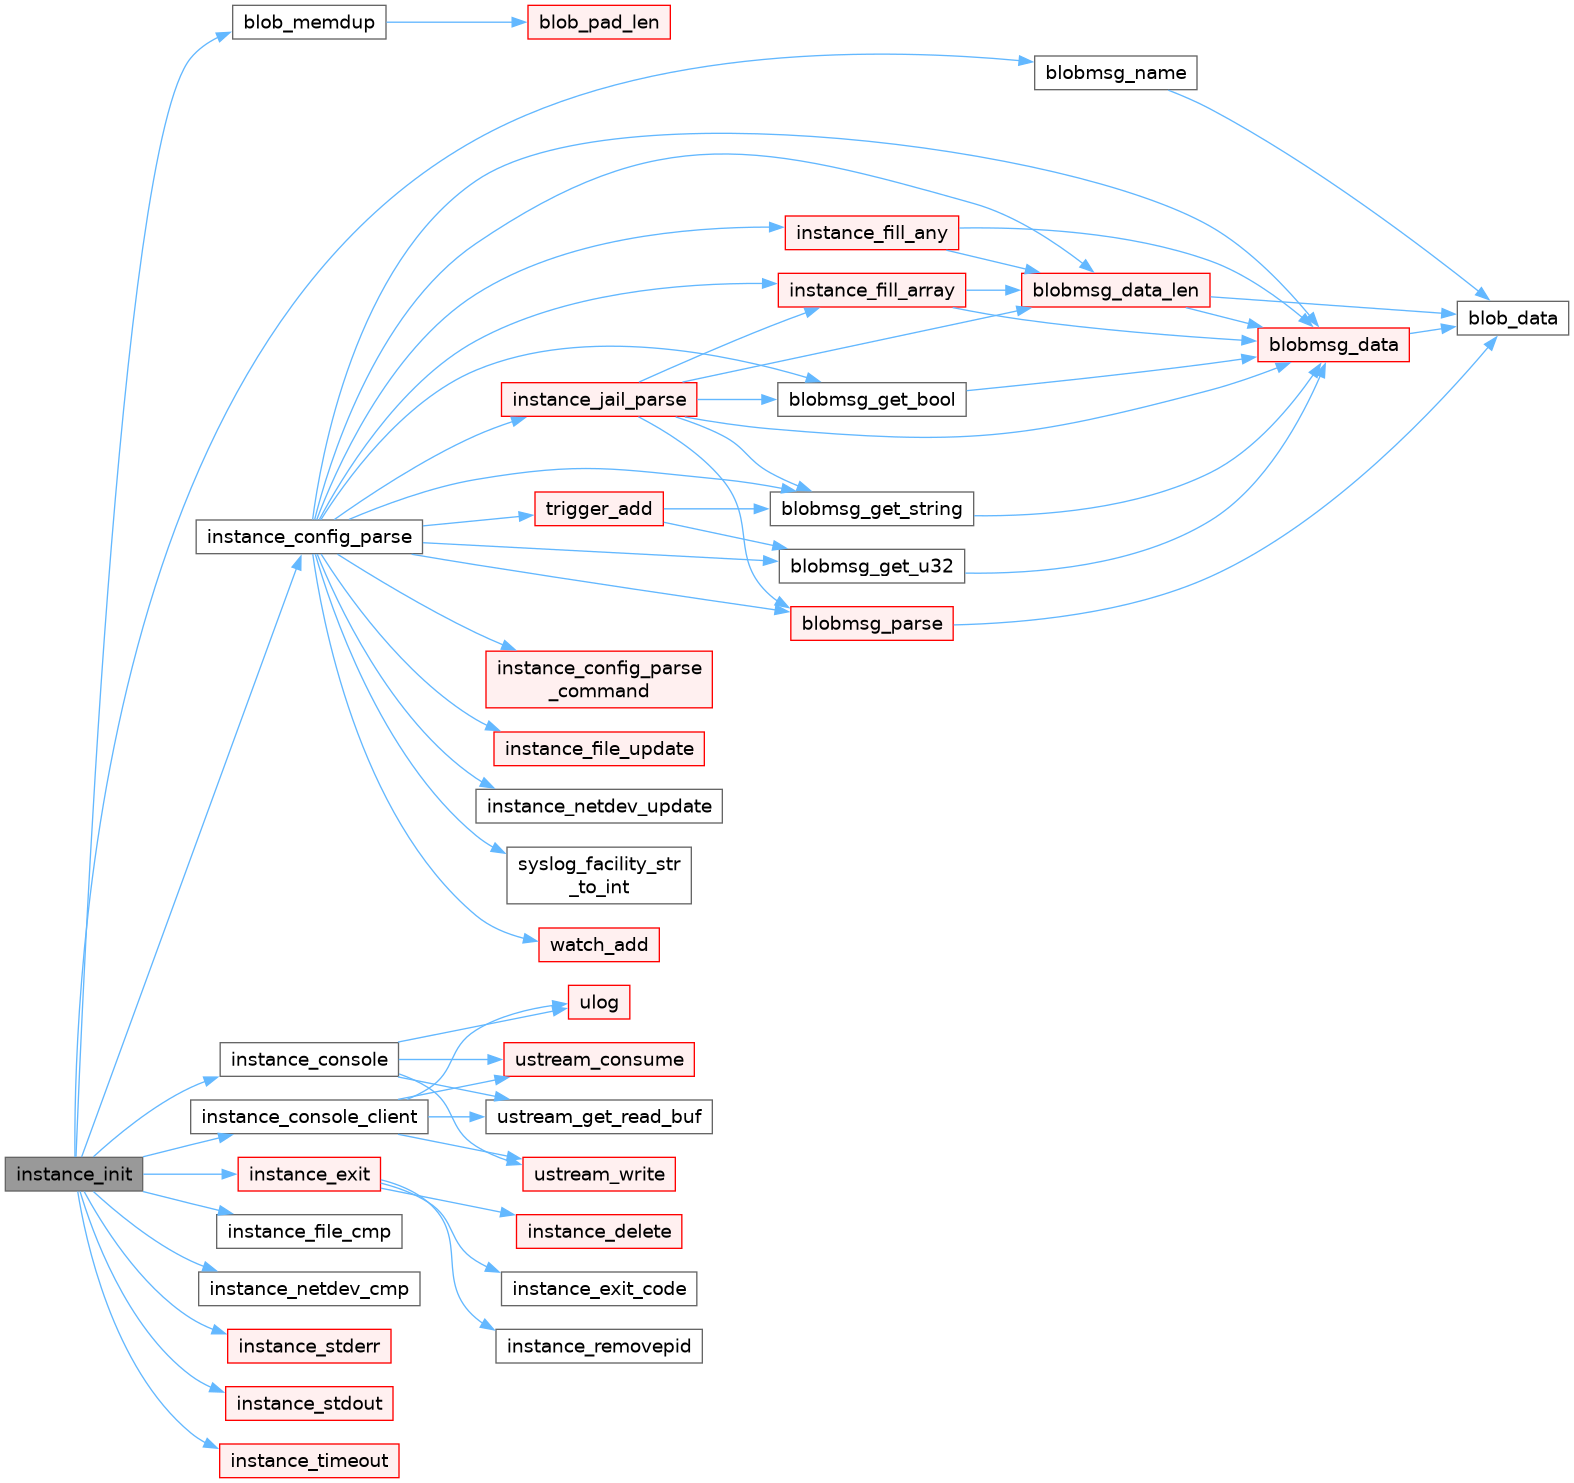 blob_memdup
blob_pad_len
blobmsg_name
instance_fill_any
instance_fill_array
blobmsg_data_len
blob_data
blobmsg_data
instance_jail_parse
blobmsg_get_bool
trigger_add
blobmsg_get_string
instance_config_parse
blobmsg_get_u32
blobmsg_parse
instance_config_parse
_command
instance_file_update
instance_netdev_update
syslog_facility_str
_to_int
watch_add
ulog
instance_console
ustream_consume
instance_console_client
ustream_get_read_buf
instance_init
instance_exit
ustream_write
instance_file_cmp
instance_delete
instance_netdev_cmp
instance_exit_code
instance_stderr
instance_removepid
instance_stdout
instance_timeout